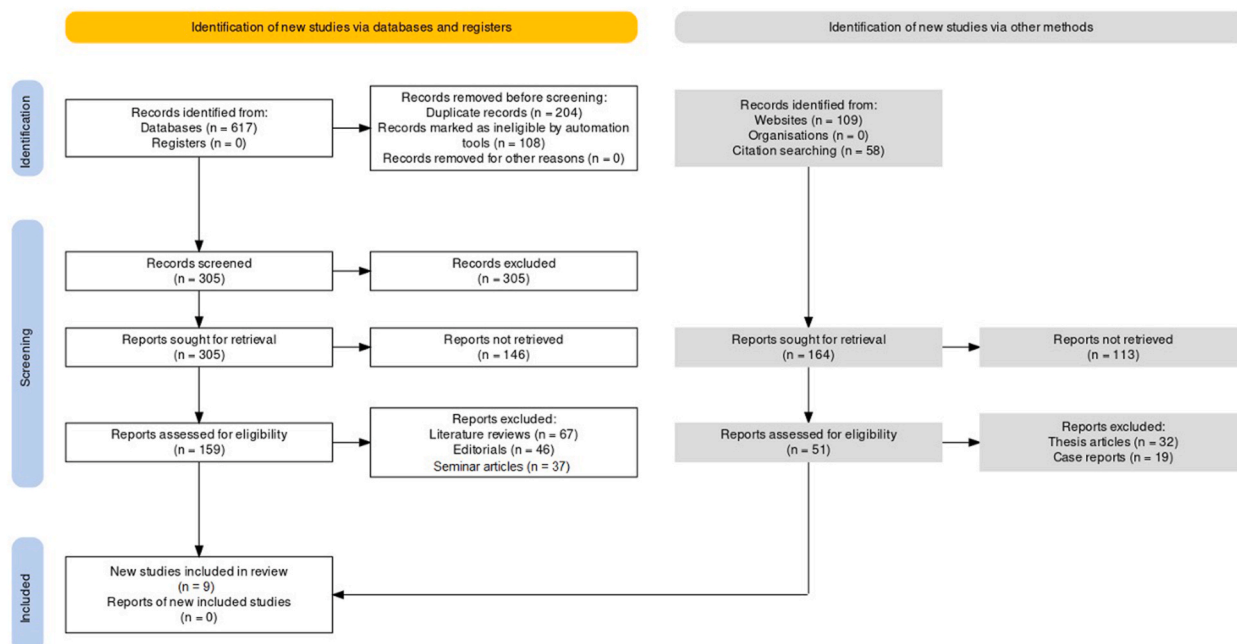 Identification of new studies via databases and registers
Identification of new studies via other methods
Identification
Records identified from:
Databases (n = 617)
Registers (n = 0)
Records removed before screening:
Duplicate records (n = 204)
Records marked as ineligible by automation
tools (n = 108)
Records removed for other reasons (n = 0)
Records identified from:
Websites (n = 109)
Organisations (n = 0)
Citation searching (n = 58)
Screening
Records screened
(n = 305)
Records excluded
(n = 305)
Reports sought for retrieval
(n = 305)
Reports not retrieved
(n = 146)
Reports sought for retrieval
(n = 164)
Reports not retrieved
(n = 113)
Reports assessed for eligibility
(n = 159)
Reports excluded:
Literature reviews (n = 67)
Editorials (n = 46)
Seminar articles (n = 37)
Reports assessed for eligibility
(n = 51)
Reports excluded:
Thesis articles (n = 32)
Case reports (n = 19)
Included
New studies included in review
(n = 9)
Reports of new included studies
(n = 0)